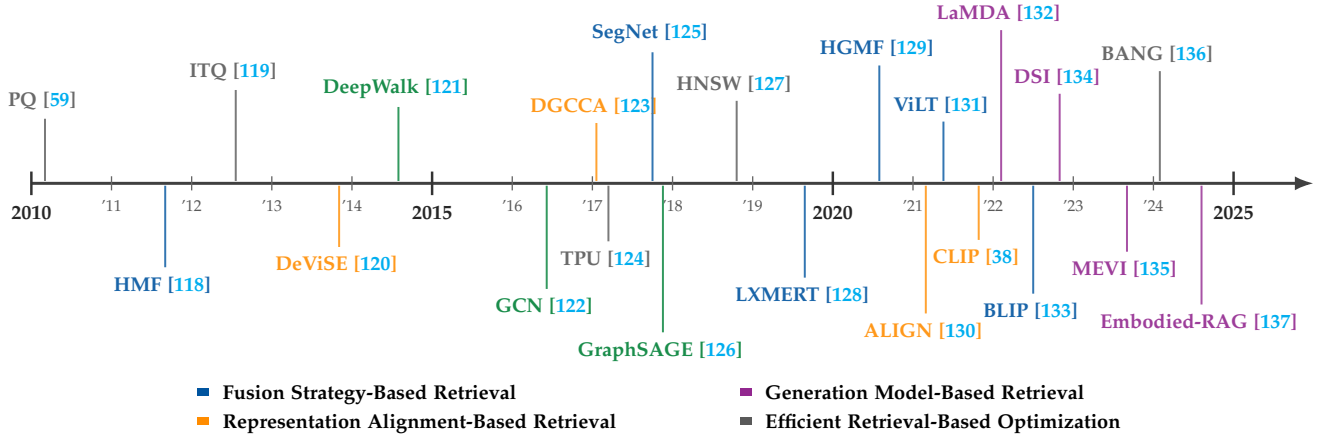 LaMDA [132]
SegNet [125]
HGMF [129]
BANG [136]
ITQ [119]
DSI [134]
DeepWalk [121]
HNSW [127]
PQ [59]
DGCCA [123]
ViLT [131]
2010 ’11 ’12 ’13 ’14 2015 ’16 ’17 ’18 ’19 2020 ’21 ’22 ’23 ’24 2025
DeViSE [120]
TPU [124]
CLIP [38]
MEVI [135]
HMF [118]
LXMERT [128]
GCN [122]
BLIP [133]
Embodied-RAG [137]
ALIGN [130]
GraphSAGE [126]
Fusion Strategy-Based Retrieval
Generation Model-Based Retrieval
Representation Alignment-Based Retrieval
Efficient Retrieval-Based Optimization